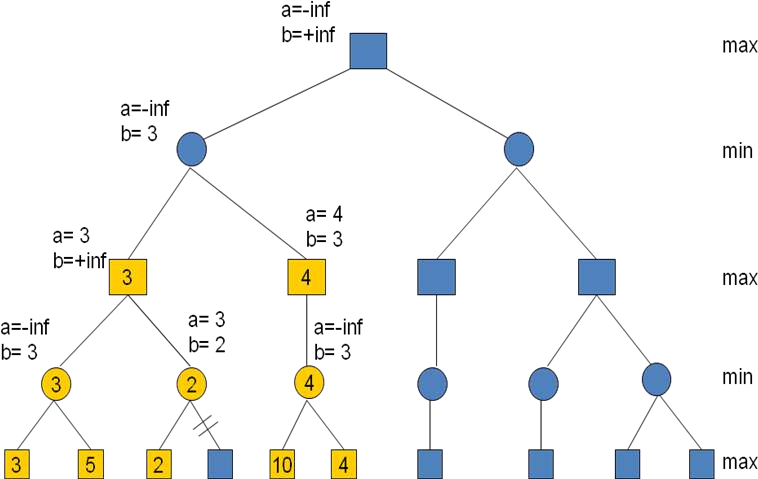 a=-inf
b=+inf
max
a=-inf
b= 3
min
a= 4
b= 3
a= 3
b=+inf
3
4
max
a= 3
b= 2
a=-inf
b= 3
a=-inf
b= 3
3
2
4
min
3
5
2
10
4
max